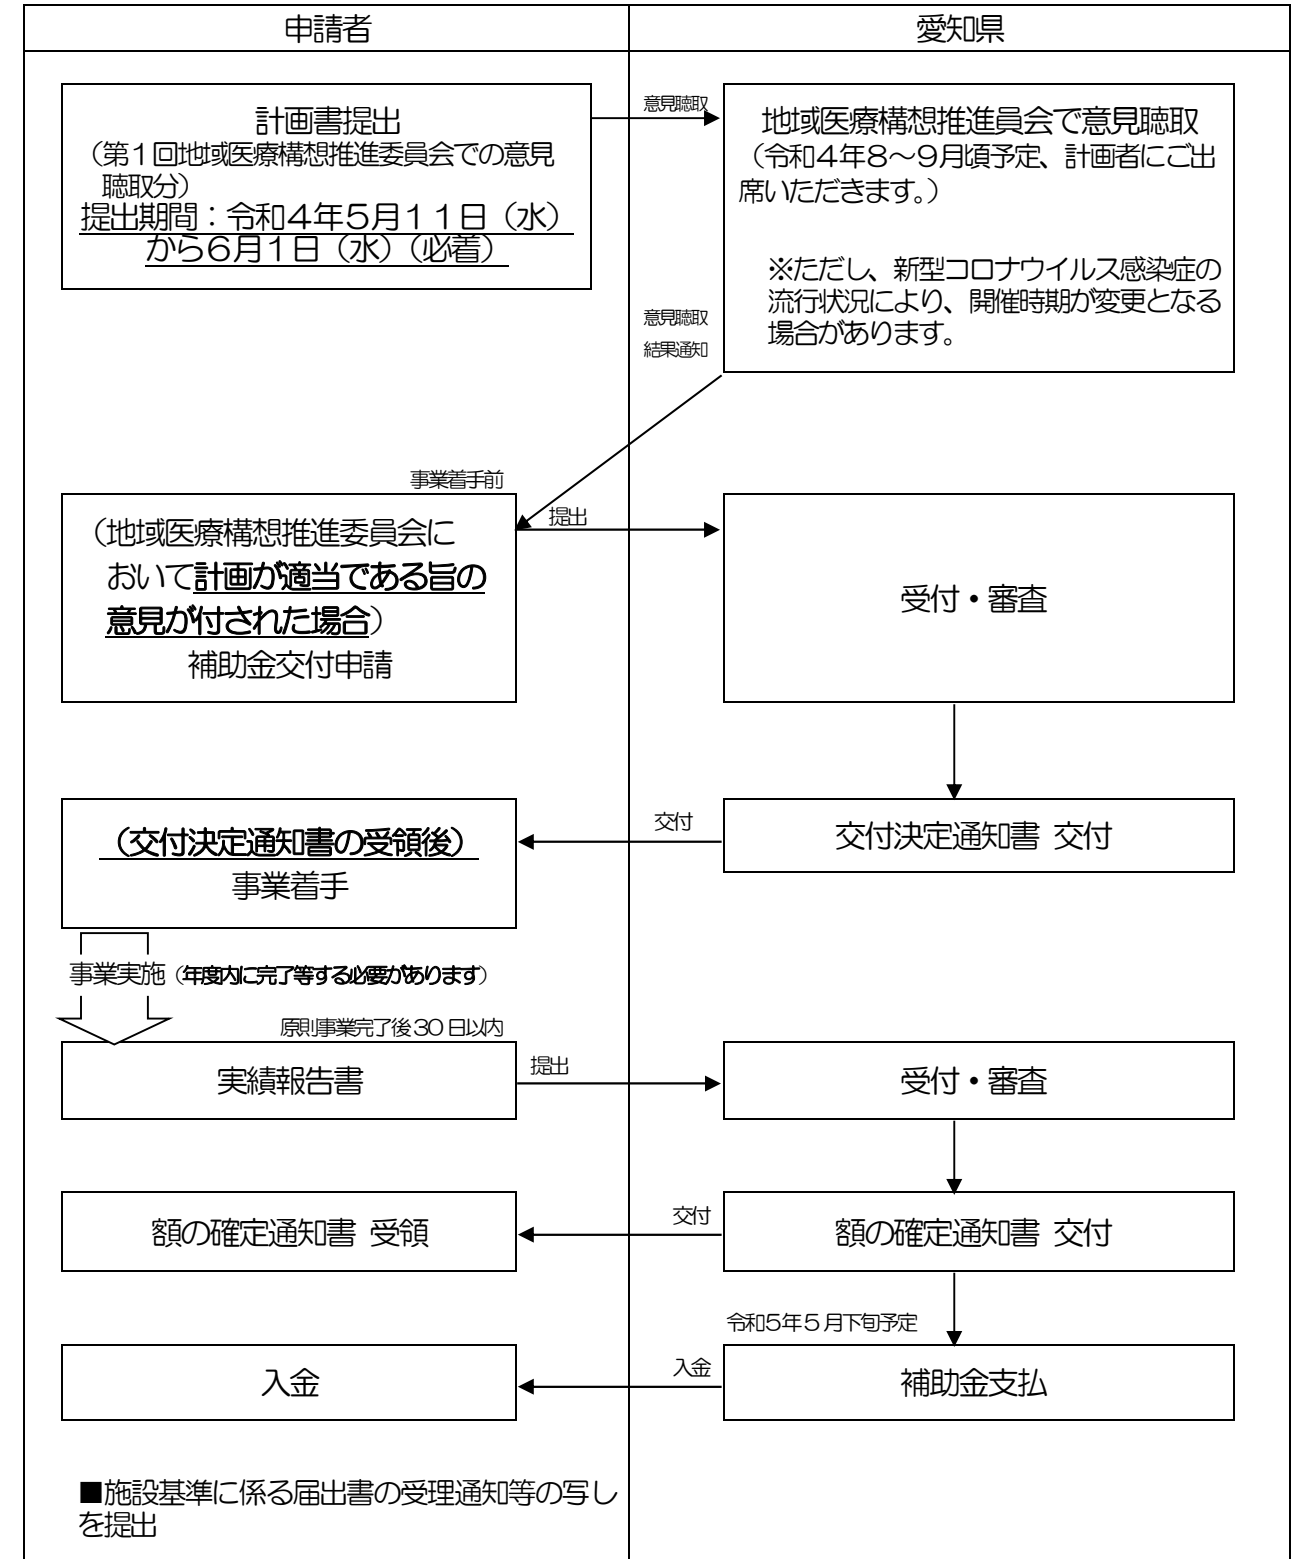 申請者
愛知県
計画書提出
（第１回地域医療構想推進委員会での意見
聴取分）
提出期間：令和４年５月１１日（水）
から６月１日（水）（必着）
意見聴取
地域医療構想推進員会で意見聴取
（令和４年８～９月頃予定、計画者にご出
席いただきます。）
※ただし、新型コロナウイルス感染症の
流行状況により、開催時期が変更となる
場合があります。
意見聴取
結果通知
事業着手前
（地域医療構想推進委員会に
おいて計画が適当である旨の
意見が付された場合）
補助金交付申請
提出
受付・審査
（交付決定通知書の受領後）
事業着手
交付
交付決定通知書 交付
事業実施（年度内に完了等する必要があります）
原則事業完了後30日以内
実績報告書
提出
受付・審査
額の確定通知書 受領
交付
額の確定通知書 交付
令和５年５月下旬予定
入金
入金
補助金支払
■施設基準に係る届出書の受理通知等の写し
を提出